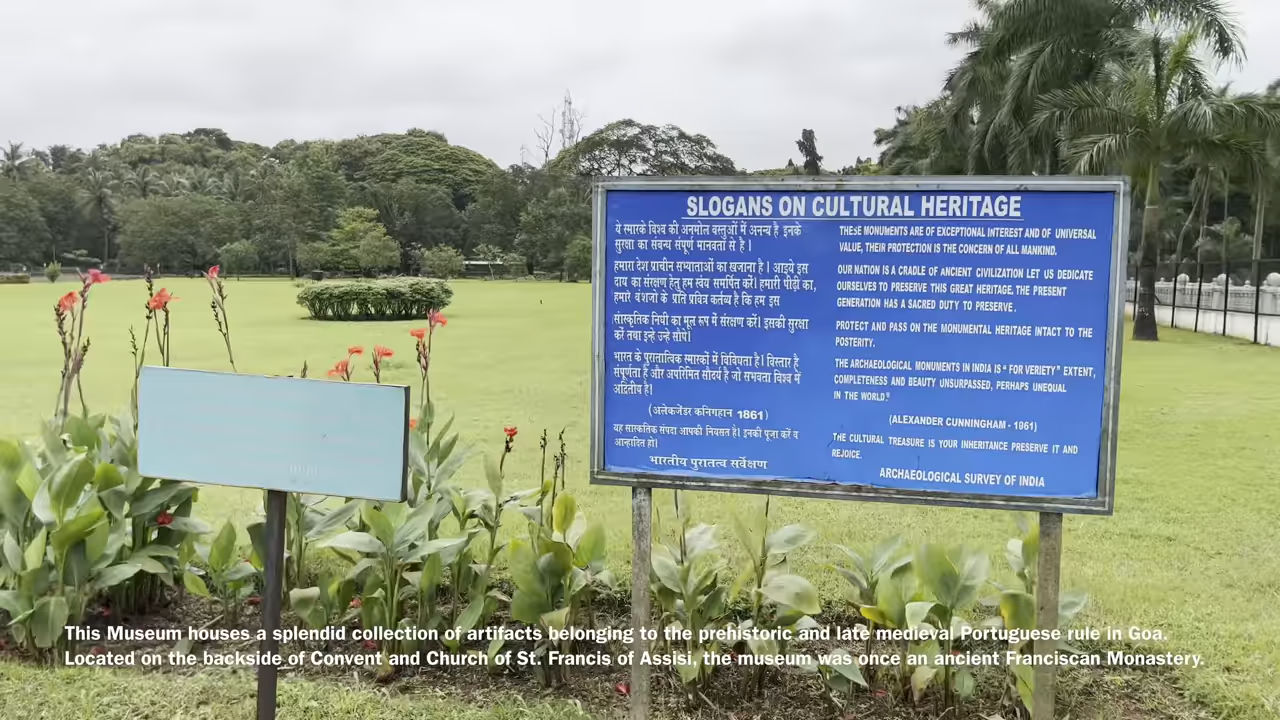 SLOGANS ON CULTURAL HERITAGE
ये स्मारके विश्व की अनमोल वस्तुओं में अनन्य है इनके
सुरक्षा का संबन्ध संपूर्ण मानवता से है ।
हमारा देश प्राचीन सभ्यताओं का खजाना है । आइये इस
दाय का संरक्षण हेतु हम स्वंय समर्पित करें। हमारी पीढ़ी का,
हमारे वंशजो के प्रति प्रवित्र कर्तव्य है कि हम इस
सांस्कृतिक निधी का मूल रूप में संरक्षण करें। इसकी सुरक्षा
करें तथा इन्हे उन्हे सोपे।
भारत के पुरातात्विक स्मारकों में विविधता है। विस्तार है
संपूर्णता है और अपरिमित सौंदर्य है जो सभवता विश्व में
अद्रितीय है।
(अलेकजेंडर कनिगहान 1861)
यह सास्कतिक संपदा आपकी नियसत है। इनकी पूजा करें व
आन्हादित हो।
भारतीय पुरातत्व सर्वेक्षण
THESE MONUMENTS ARE OF EXCEPTIONAL INTEREST AND OF UNIVERSAL
VALUE, THEIR PROTECTION IS THE CONCERN OF ALL MANKIND.
OUR NATION IS A CRADLE OF ANCIENT CIVILIZATION LET US DEDICATE
OURSELVES TO PRESERVE THIS GREAT HERITAGE. THE PRESENT
GENERATION HAS A SACRED DUTY TO PRESERVE.
PROTECT AND PASS ON THE MONUMENTAL HERITAGE INTACT TO THE
POSTERITY.
THE ARCHAEOLOGICAL MONUMENTS IN INDIA IS “FOR VERIETY” EXTENT,
COMPLETENESS AND BEAUTY UNSURPASSED, PERHAPS UNEQUAL
IN THE WORLD.”
(ALEXANDER CUNNINGHAM - 1961)
THE CULTURAL TREASURE IS YOUR INHERITANCE PRESERVE IT AND
REJOICE.
ARCHAEOLOGICAL SURVEY OF INDIA
This Museum houses a splendid collection of artifacts belonging to the prehistoric and late medieval Portuguese rule in Goa.
Located on the backside of Convent and Church of St. Francis of Assisi, the museum was once an ancient Franciscan Monastery.